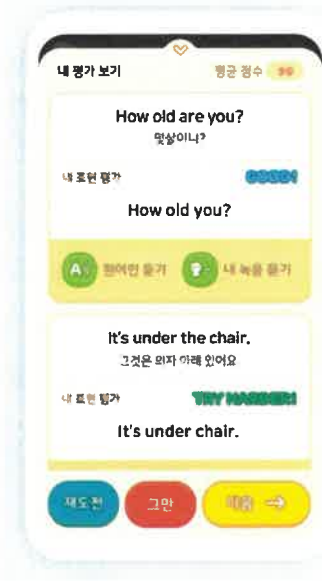 내 평가 보기
평균 점수 90
How old are you?
몇살이니?
내 표현 평가
GOOD!
How old you?
원어민 듣기
내 녹음 듣기
It's under the chair.
그것은 의자 아래 있어요
내 표현 평가
TRY HARDER!
It's under chair.
재도전
그만
다음